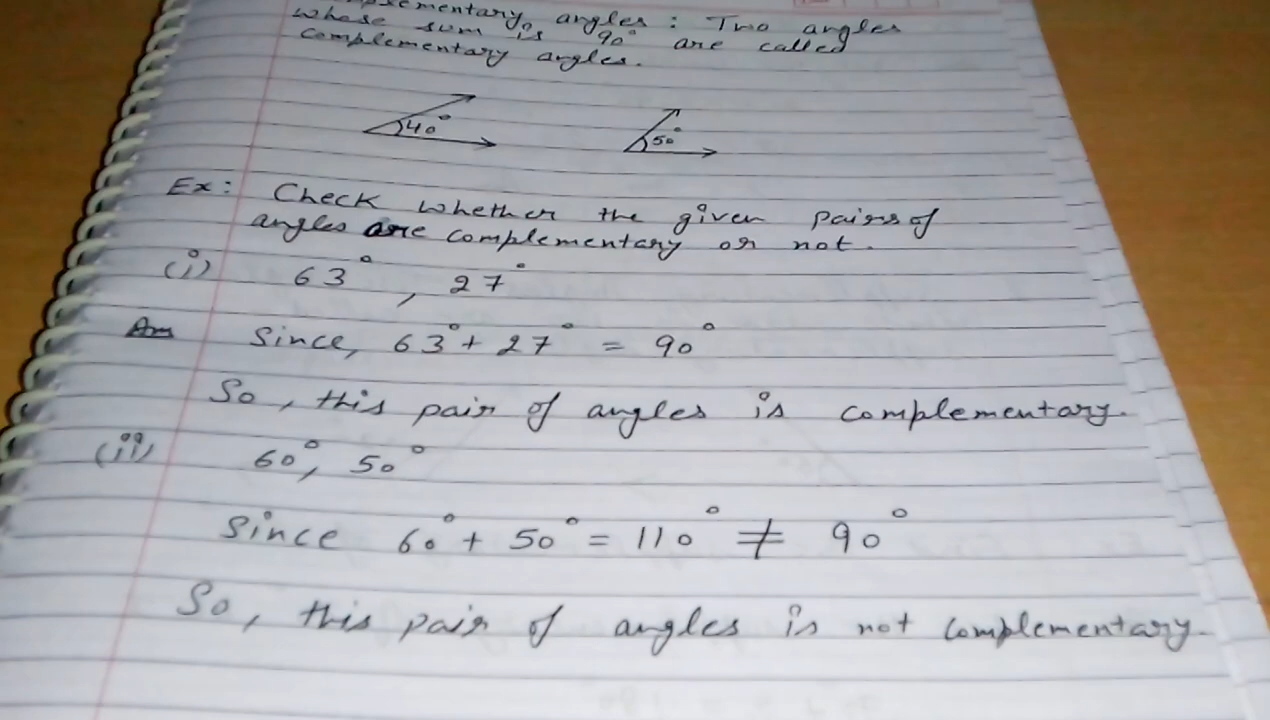 angles : Two angles
whose sum is 90° are called
complementary angles.
40° 50°
Ex: Check whether the given pairs of
angles are complementary or not.
(i) 63°, 27°
Ans Since, 63° + 27° = 90°
So, this pair of angles is complementary.
(ii) 60°, 50°
Since 60° + 50° = 110° ≠ 90°
So, this pair of angles is not complementary.